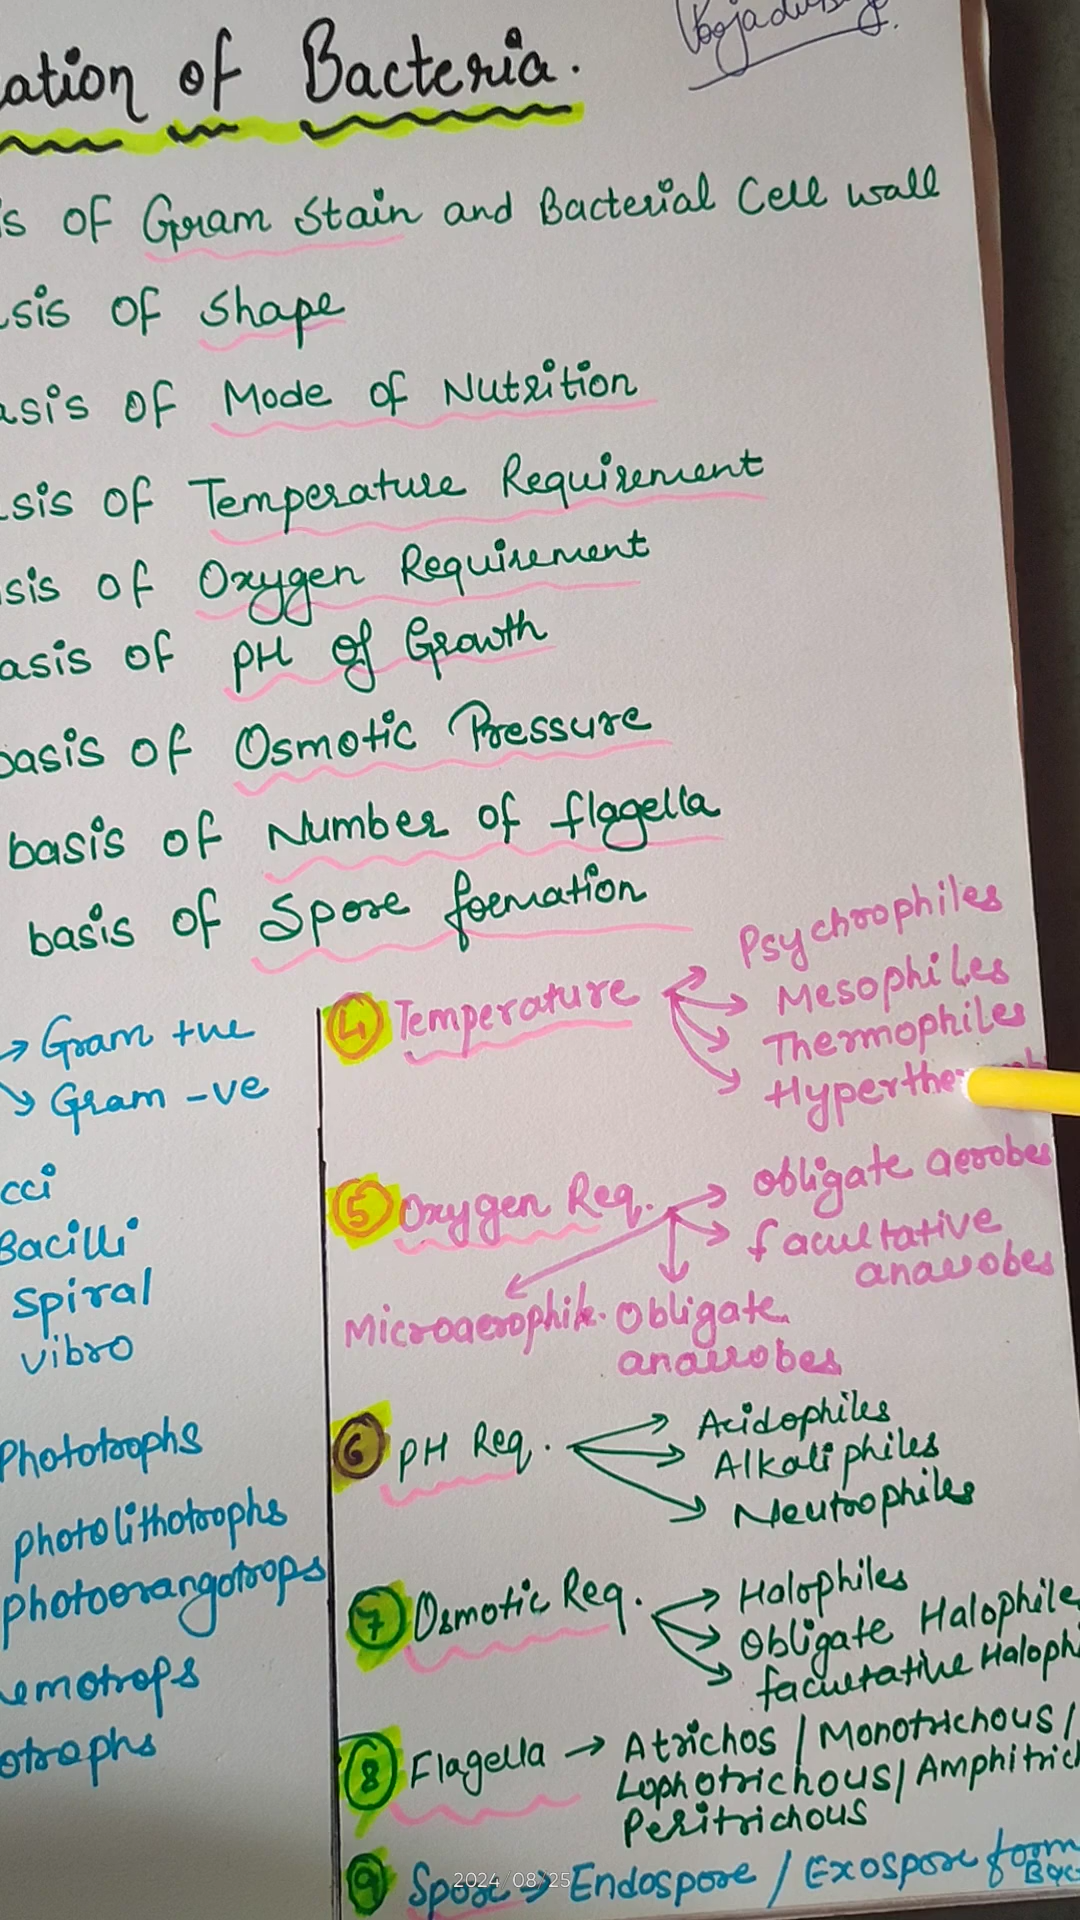 ation of Bacteria.
s of Gram Stain and Bacterial Cell wall
sis of Shape
asis of Mode of Nutrition
sis of Temperature Requirement
sis of Oxygen Requirement
asis of pH of Growth
basis of Osmotic Pressure
basis of Number of flagella
basis of Spore formation
→ Gram +ve
↘ Gram -ve
cci
Bacilli
Spiral
Vibro
Phototrophs
photolithotrophs
photoorangotrops
emotrops
otrophs
④ Temperature
Psychrophiles
Mesophiles
Thermophiles
Hyperthe
⑤ Oxygen Req.
obligate aerobes
facultative
anaerobes
Microaerophil. Obligate
anaerobes
⑥ pH Req.
Acidophiles
Alkaliphiles
Neutrophiles
⑦ Osmotic Req.
Halophiles
Obligate Halophile
facultative Haloph
⑧ Flagella → Atrichos / Monotrichous /
Lophotrichous / Amphitric
Peritrichous
⑨ Spore → Endospore / Exospore form
Bac
2024/08/25